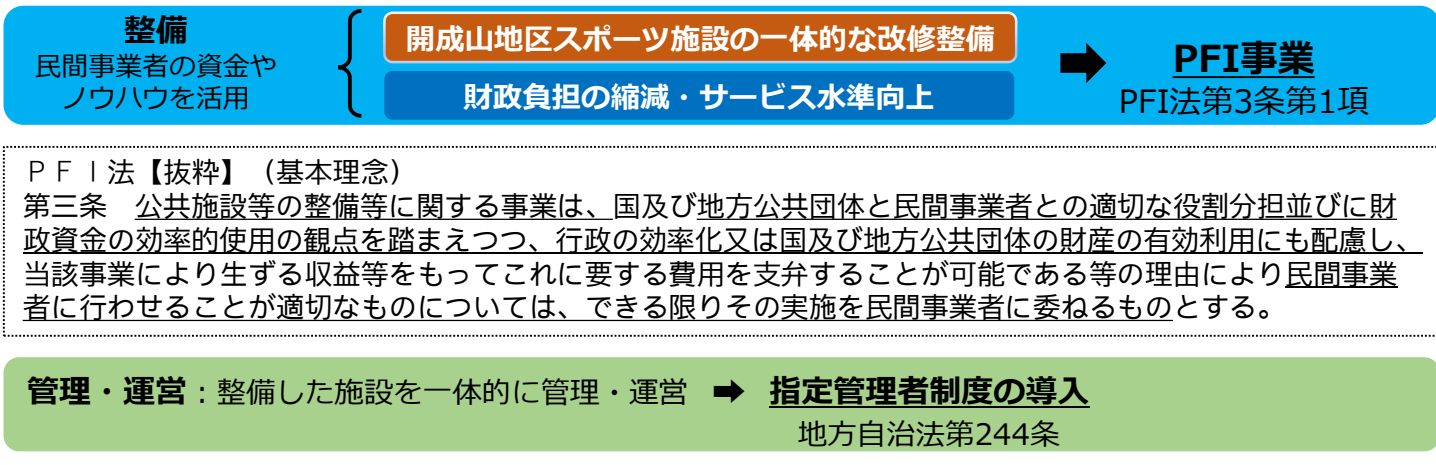 整備
民間事業者の資金や
ノウハウを活用
開成山地区スポーツ施設の一体的な改修整備
財政負担の縮減・サービス水準向上
➡ PFI事業
PFI法第3条第1項
ＰＦＩ法【抜粋】（基本理念）
第三条　公共施設等の整備等に関する事業は、国及び地方公共団体と民間事業者との適切な役割分担並びに財
政資金の効率的使用の観点を踏まえつつ、行政の効率化又は国及び地方公共団体の財産の有効利用にも配慮し、
当該事業により生ずる収益等をもってこれに要する費用を支弁することが可能である等の理由により民間事業
者に行わせることが適切なものについては、できる限りその実施を民間事業者に委ねるものとする。
管理・運営：整備した施設を一体的に管理・運営 ➡ 指定管理者制度の導入
地方自治法第244条